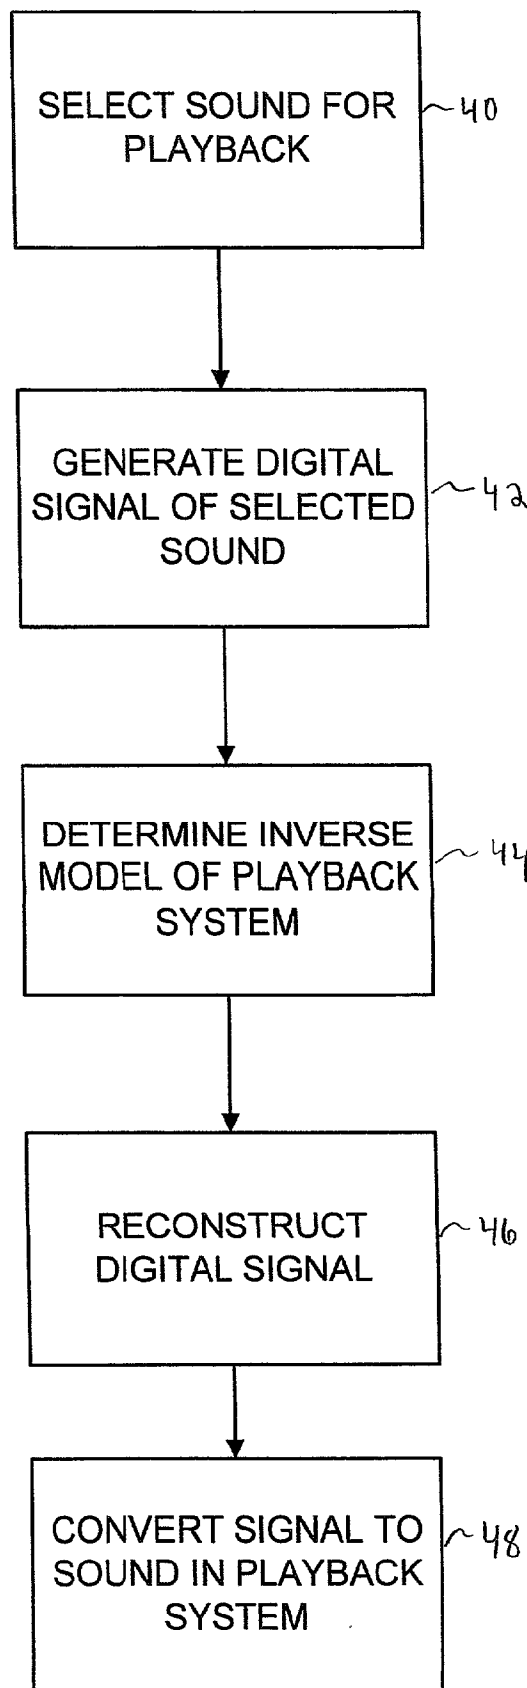 SELECT SOUND FOR
PLAYBACK
40
GENERATE DIGITAL
SIGNAL OF SELECTED
SOUND
42
DETERMINE INVERSE
MODEL OF PLAYBACK
SYSTEM
44
RECONSTRUCT
DIGITAL SIGNAL
46
CONVERT SIGNAL TO
SOUND IN PLAYBACK
SYSTEM
48